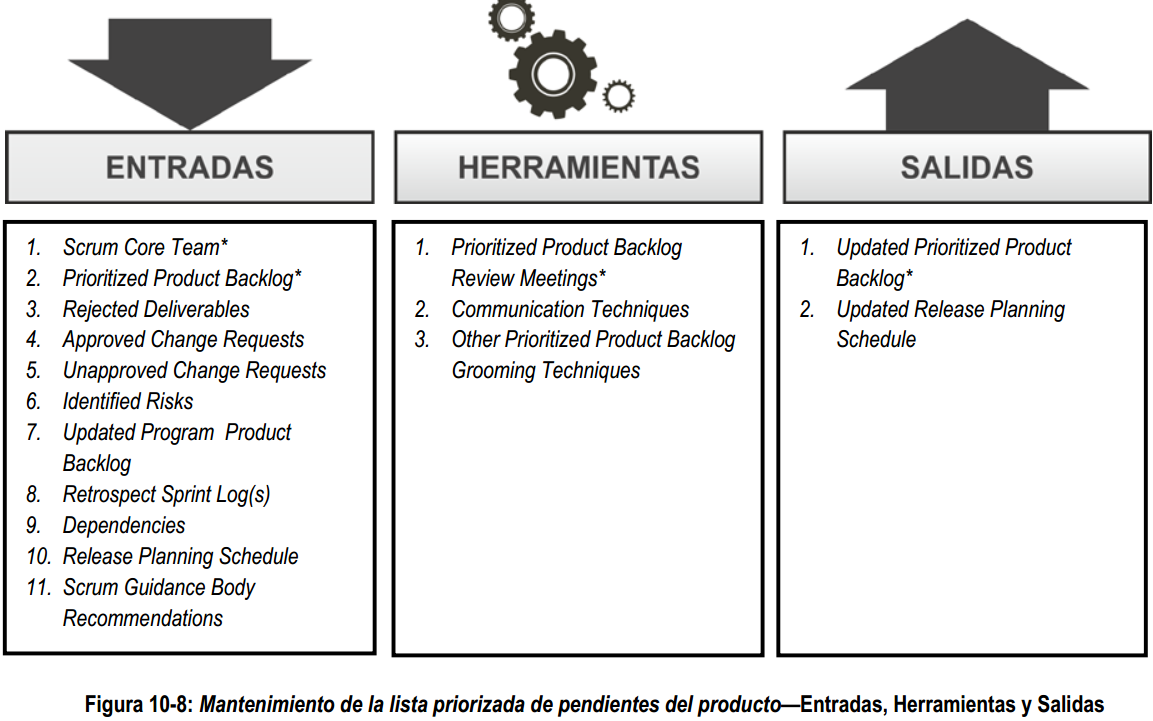 ENTRADAS
1. Scrum Core Team*
2. Prioritized Product Backlog*
3. Rejected Deliverables
4. Approved Change Requests
5. Unapproved Change Requests
6. Identified Risks
7. Updated Program  Product
Backlog
8. Retrospect Sprint Log(s)
9. Dependencies
10. Release Planning Schedule
11. Scrum Guidance Body
Recommendations
HERRAMIENTAS
1. Prioritized Product Backlog
Review Meetings*
2. Communication Techniques
3. Other Prioritized Product Backlog
Grooming Techniques
SALIDAS
1. Updated Prioritized Product
Backlog*
2. Updated Release Planning
Schedule
Figura 10-8: Mantenimiento de la lista priorizada de pendientes del producto—Entradas, Herramientas y Salidas